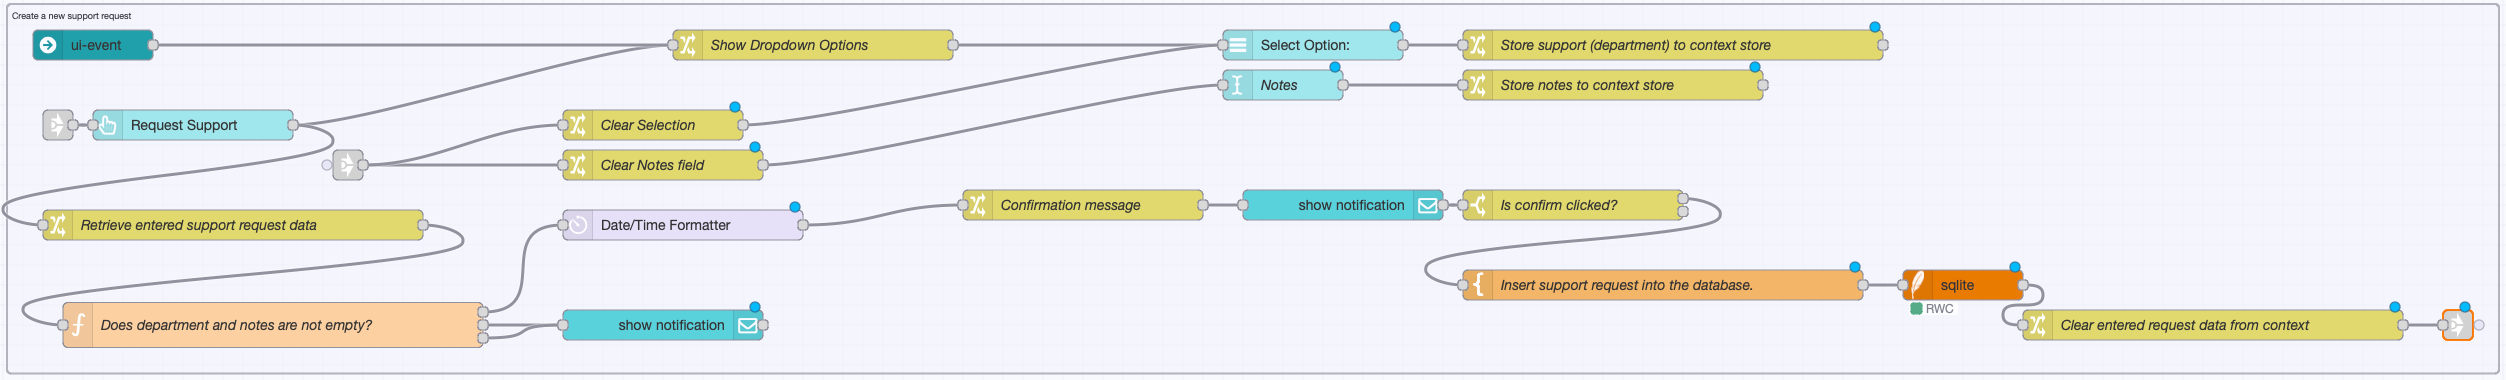 Create a new support request
ui-event
Show Dropdown Options
Select Option:
Store support (department) to context store
Notes
Store notes to context store
Request Support
Clear Selection
Clear Notes field
Confirmation message
show notification
Is confirm clicked?
Retrieve entered support request data
Date/Time Formatter
Insert support request into the database.
sqlite
RWC
Does department and notes are not empty?
show notification
Clear entered request data from context